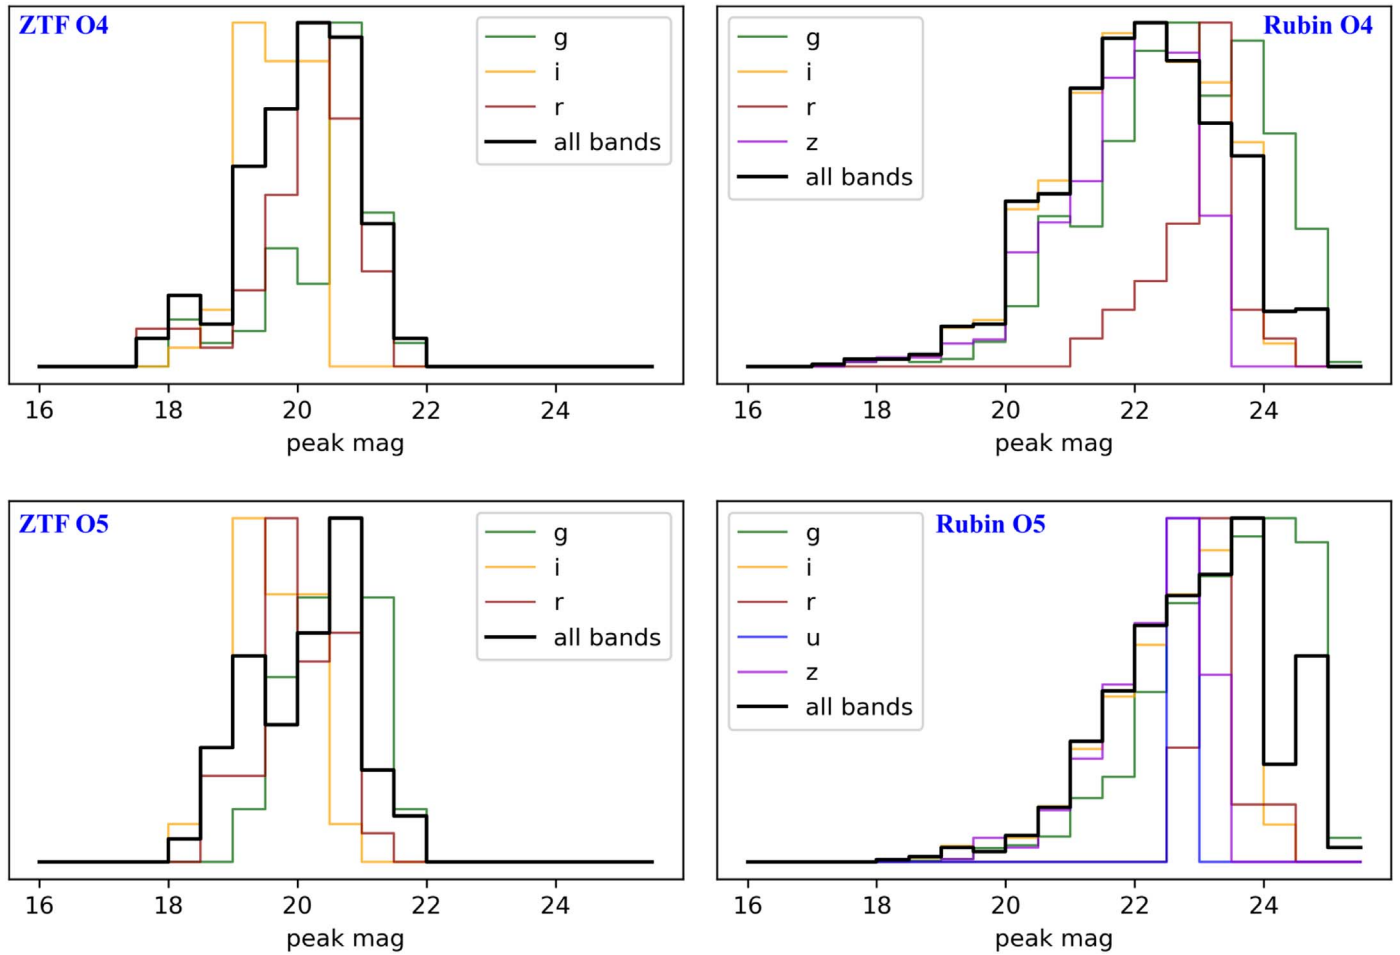 ZTF O4
g
i
r
all bands
16 18 20 22 24
peak mag
Rubin O4
g
i
r
z
all bands
16 18 20 22 24
peak mag
ZTF O5
g
i
r
all bands
16 18 20 22 24
peak mag
Rubin O5
g
i
r
u
z
all bands
16 18 20 22 24
peak mag